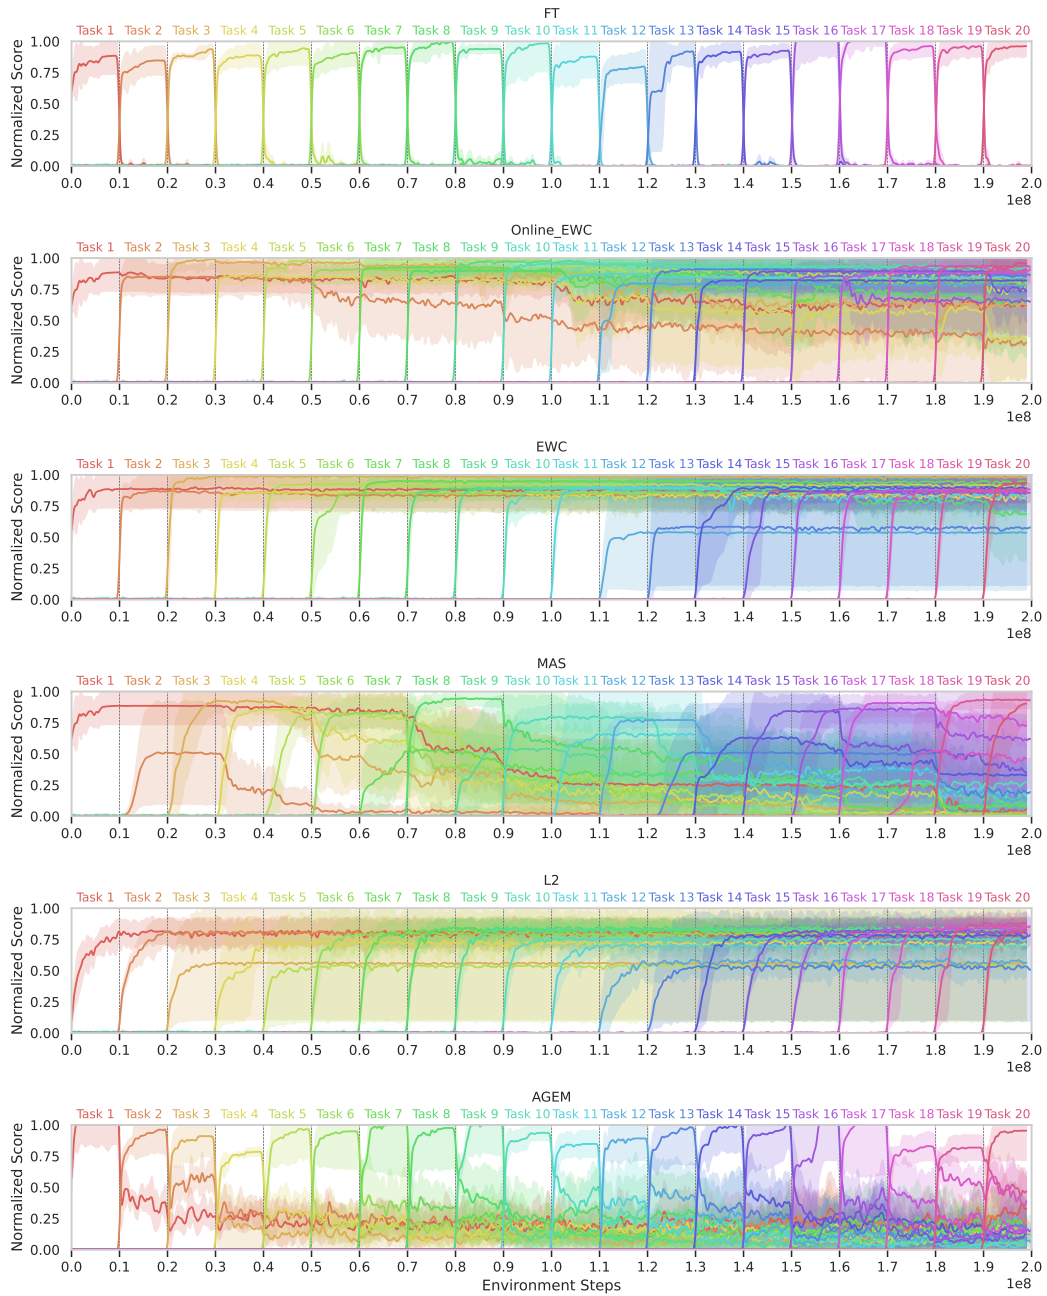 FT
Task 1 Task 2 Task 3 Task 4 Task 5 Task 6 Task 7 Task 8 Task 9 Task 10 Task 11 Task 12 Task 13 Task 14 Task 15 Task 16 Task 17 Task 18 Task 19 Task 20
Normalized Score
1.00
0.75
0.50
0.25
0.00
0.0 0.1 0.2 0.3 0.4 0.5 0.6 0.7 0.8 0.9 1.0 1.1 1.2 1.3 1.4 1.5 1.6 1.7 1.8 1.9 2.0
1e8
Online_EWC
Task 1 Task 2 Task 3 Task 4 Task 5 Task 6 Task 7 Task 8 Task 9 Task 10 Task 11 Task 12 Task 13 Task 14 Task 15 Task 16 Task 17 Task 18 Task 19 Task 20
Normalized Score
1.00
0.75
0.50
0.25
0.00
0.0 0.1 0.2 0.3 0.4 0.5 0.6 0.7 0.8 0.9 1.0 1.1 1.2 1.3 1.4 1.5 1.6 1.7 1.8 1.9 2.0
1e8
EWC
Task 1 Task 2 Task 3 Task 4 Task 5 Task 6 Task 7 Task 8 Task 9 Task 10 Task 11 Task 12 Task 13 Task 14 Task 15 Task 16 Task 17 Task 18 Task 19 Task 20
Normalized Score
1.00
0.75
0.50
0.25
0.00
0.0 0.1 0.2 0.3 0.4 0.5 0.6 0.7 0.8 0.9 1.0 1.1 1.2 1.3 1.4 1.5 1.6 1.7 1.8 1.9 2.0
1e8
MAS
Task 1 Task 2 Task 3 Task 4 Task 5 Task 6 Task 7 Task 8 Task 9 Task 10 Task 11 Task 12 Task 13 Task 14 Task 15 Task 16 Task 17 Task 18 Task 19 Task 20
Normalized Score
1.00
0.75
0.50
0.25
0.00
0.0 0.1 0.2 0.3 0.4 0.5 0.6 0.7 0.8 0.9 1.0 1.1 1.2 1.3 1.4 1.5 1.6 1.7 1.8 1.9 2.0
1e8
L2
Task 1 Task 2 Task 3 Task 4 Task 5 Task 6 Task 7 Task 8 Task 9 Task 10 Task 11 Task 12 Task 13 Task 14 Task 15 Task 16 Task 17 Task 18 Task 19 Task 20
Normalized Score
1.00
0.75
0.50
0.25
0.00
0.0 0.1 0.2 0.3 0.4 0.5 0.6 0.7 0.8 0.9 1.0 1.1 1.2 1.3 1.4 1.5 1.6 1.7 1.8 1.9 2.0
1e8
AGEM
Task 1 Task 2 Task 3 Task 4 Task 5 Task 6 Task 7 Task 8 Task 9 Task 10 Task 11 Task 12 Task 13 Task 14 Task 15 Task 16 Task 17 Task 18 Task 19 Task 20
Normalized Score
1.00
0.75
0.50
0.25
0.00
0.0 0.1 0.2 0.3 0.4 0.5 0.6 0.7 0.8 0.9 1.0 1.1 1.2 1.3 1.4 1.5 1.6 1.7 1.8 1.9 2.0
1e8
Environment Steps